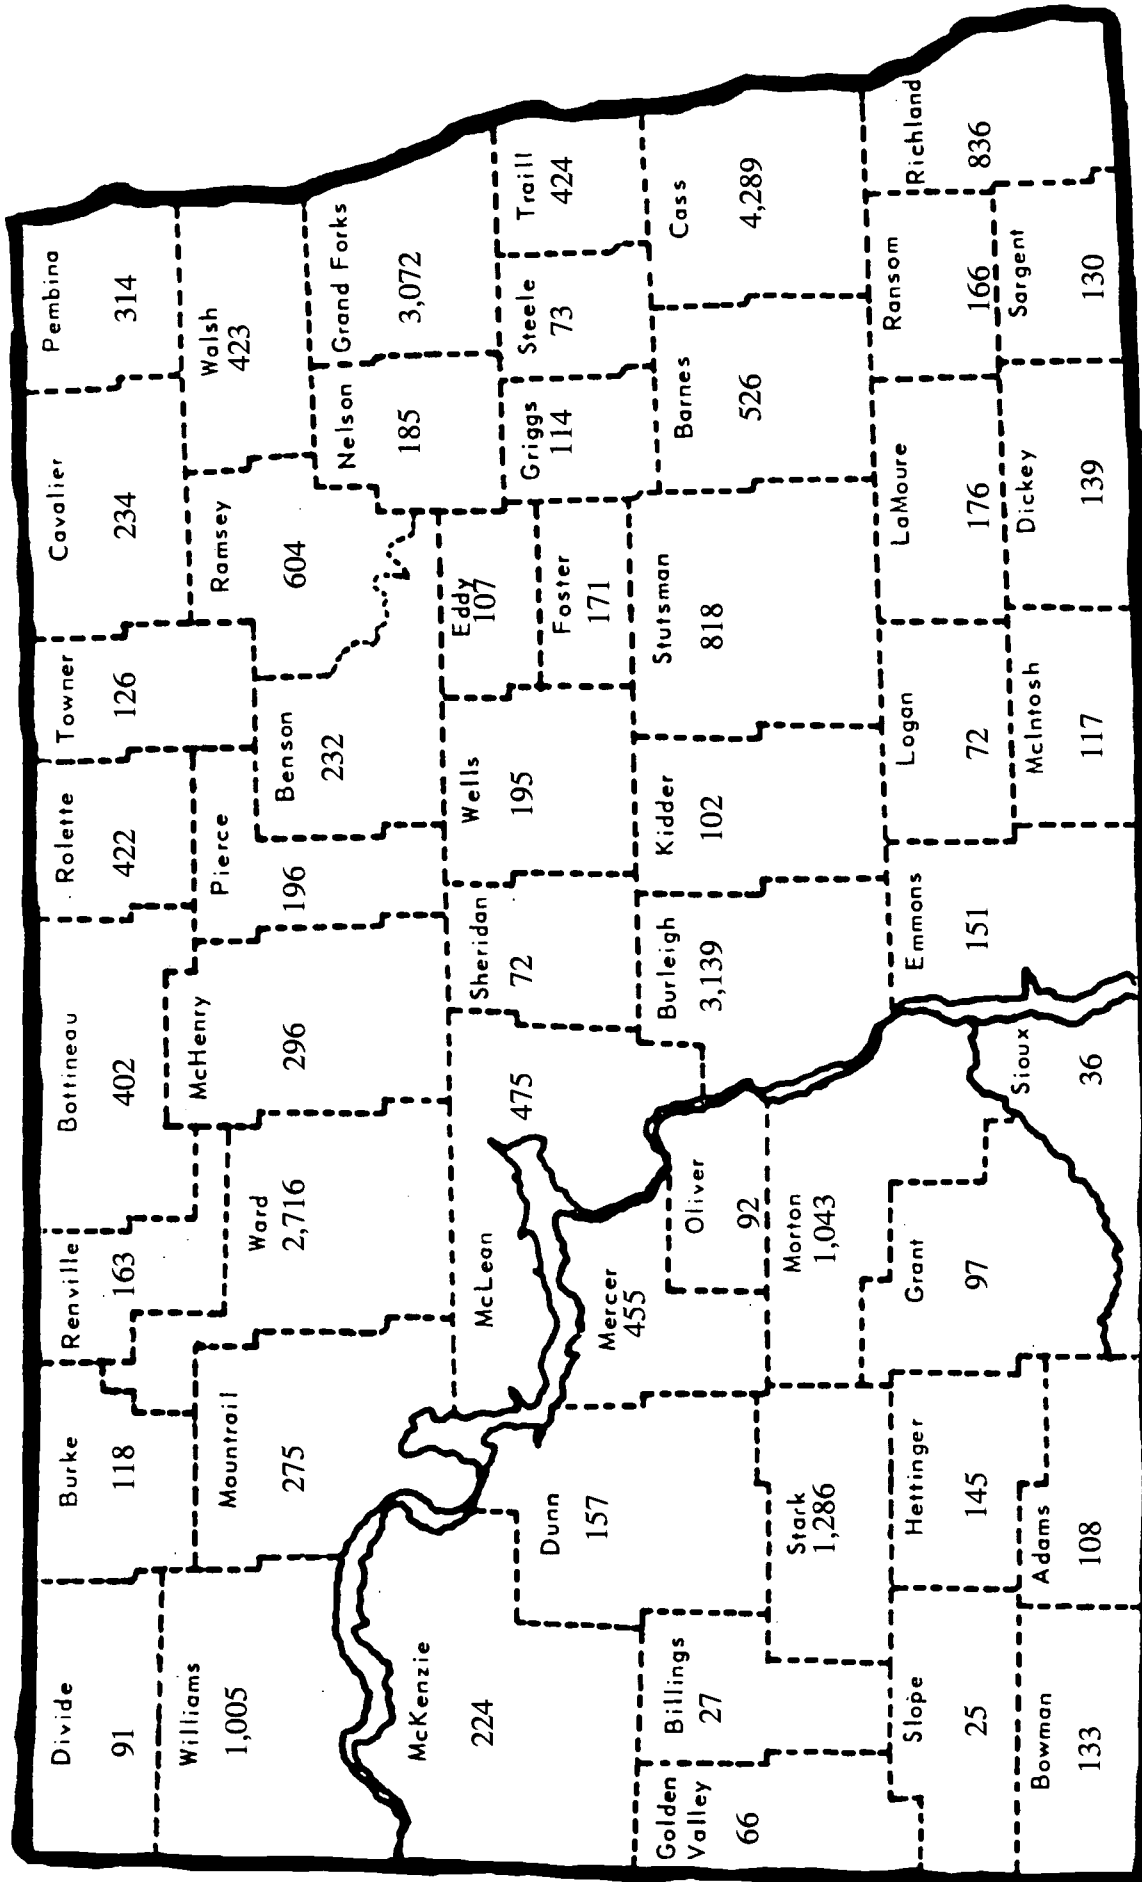 Divide
91
Burke
118
Renville
163
Bottineau
402
Rolette
422
Towner
126
Cavalier
234
Pembina
314
Williams
1,005
Mountrail
275
Ward
2,716
McHenry
296
Pierce
196
Benson
232
Ramsey
604
Walsh
423
McKenzie
224
McLean
475
Sheridan
72
Wells
195
Eddy
107
Foster
171
Nelson
185
Grand Forks
3,072
Dunn
157
Mercer
455
Oliver
92
Burleigh
3,139
Kidder
102
Stutsman
818
Griggs
114
Steele
73
Traill
424
Golden
Valley
66
Billings
27
Stark
1,286
Morton
1,043
Barnes
526
Cass
4,289
Slope
25
Hettinger
145
Grant
97
Emmons
151
Logan
72
LaMoure
176
Ransom
166
Richland
836
Bowman
133
Adams
108
Sioux
36
McIntosh
117
Dickey
139
Sargent
130